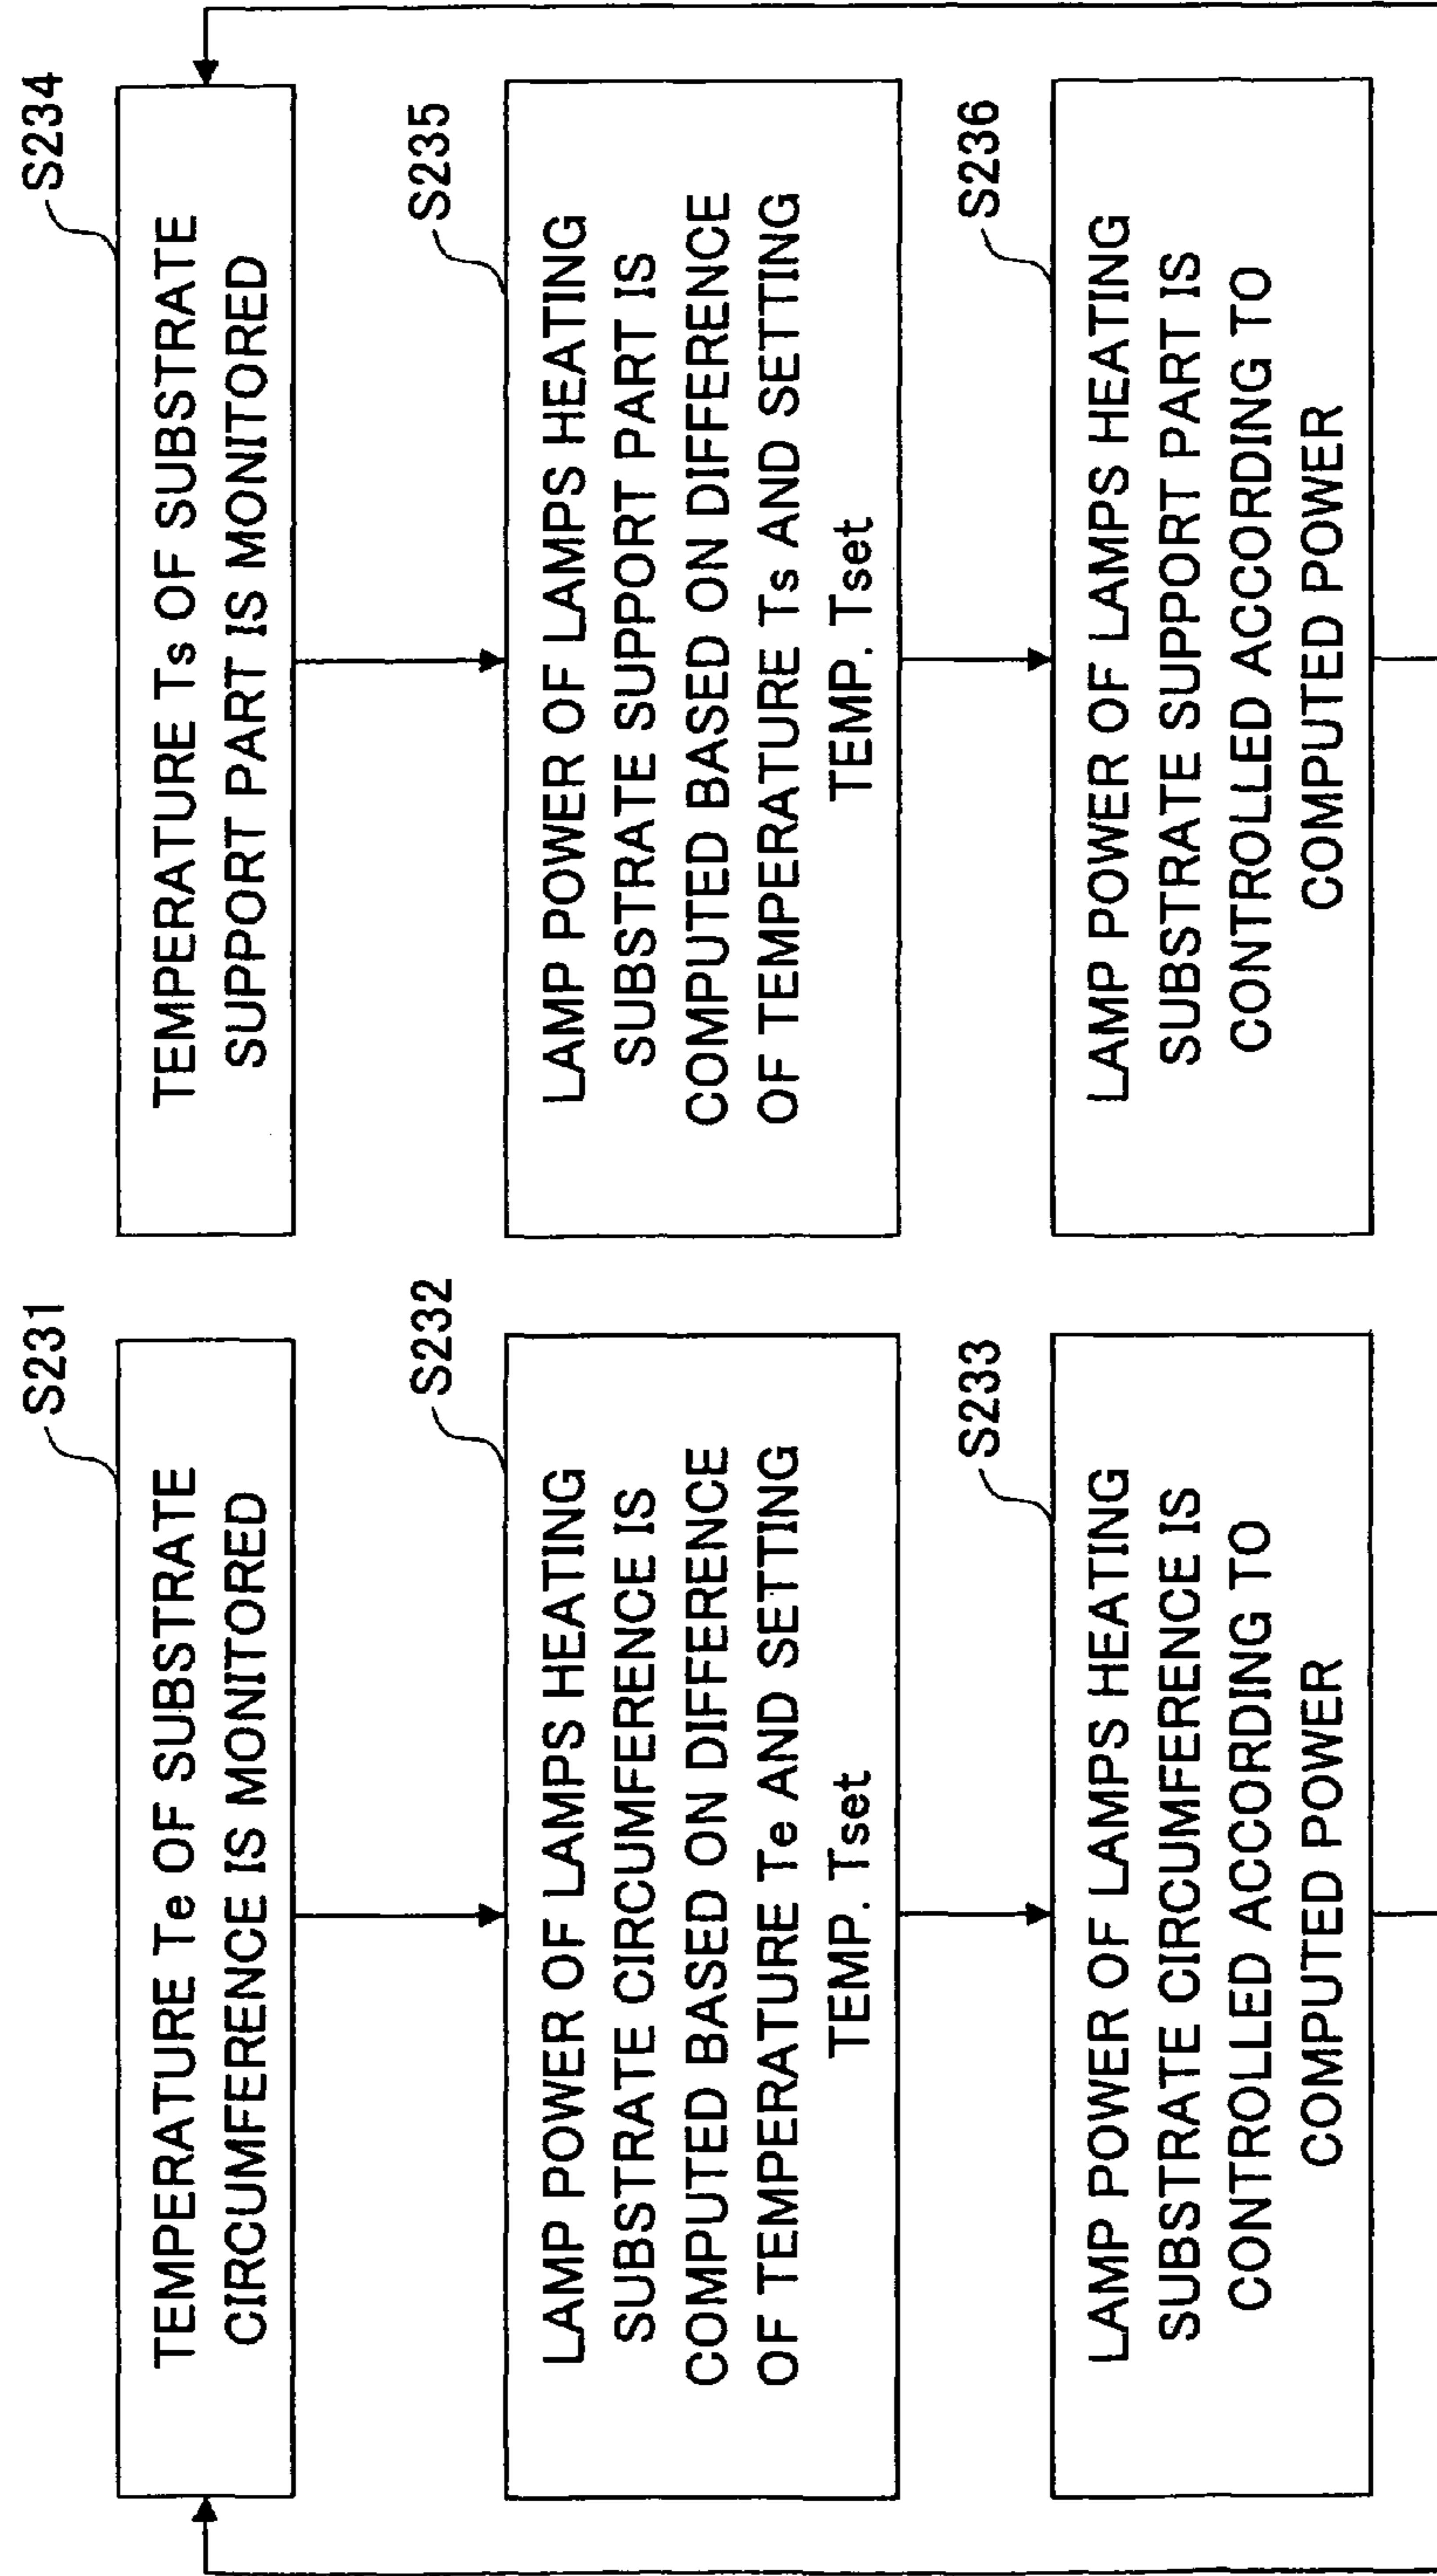 S231
TEMPERATURE Te OF SUBSTRATE
CIRCUMFERENCE IS MONITORED
S232
LAMP POWER OF LAMPS HEATING
SUBSTRATE CIRCUMFERENCE IS
COMPUTED BASED ON DIFFERENCE
OF TEMPERATURE Te AND SETTING
TEMP. Tset
S233
LAMP POWER OF LAMPS HEATING
SUBSTRATE CIRCUMFERENCE IS
CONTROLLED ACCORDING TO
COMPUTED POWER
S234
TEMPERATURE Ts OF SUBSTRATE
SUPPORT PART IS MONITORED
S235
LAMP POWER OF LAMPS HEATING
SUBSTRATE SUPPORT PART IS
COMPUTED BASED ON DIFFERENCE
OF TEMPERATURE Ts AND SETTING
TEMP. Tset
S236
LAMP POWER OF LAMPS HEATING
SUBSTRATE SUPPORT PART IS
CONTROLLED ACCORDING TO
COMPUTED POWER